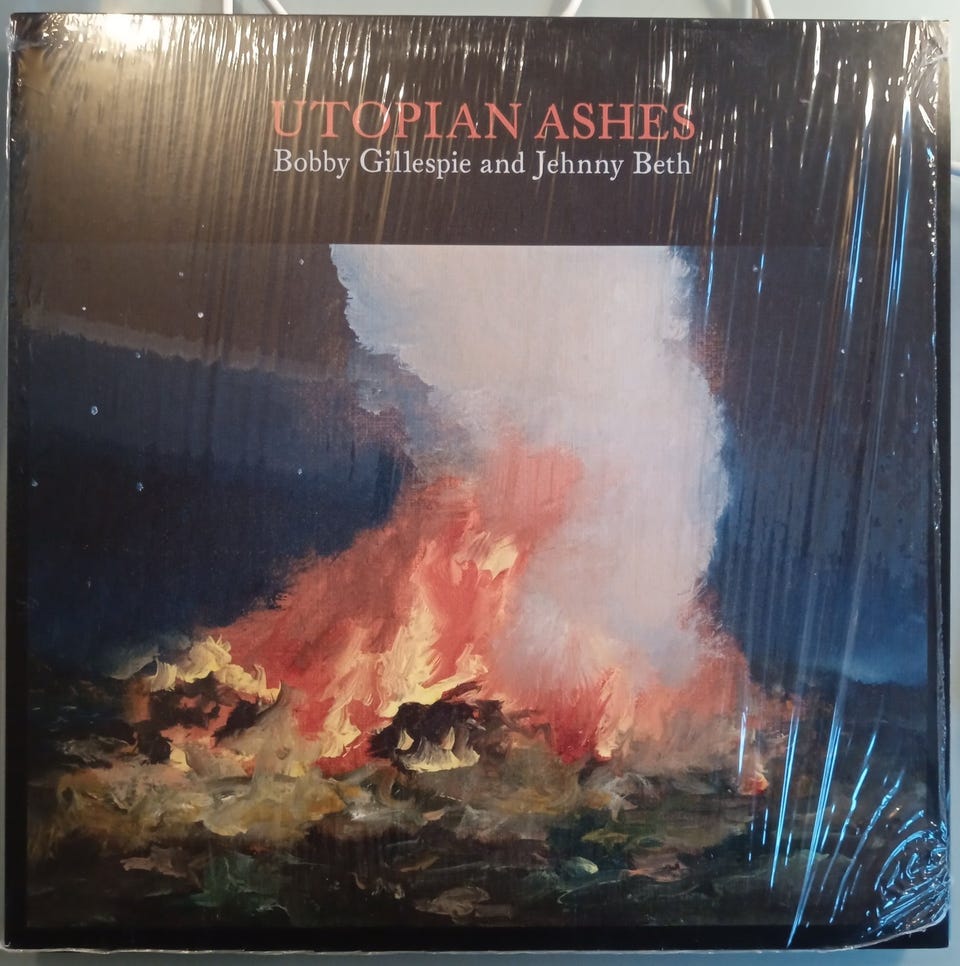 UTOPIAN ASHES
Bobby Gillespie and Jehnny Beth